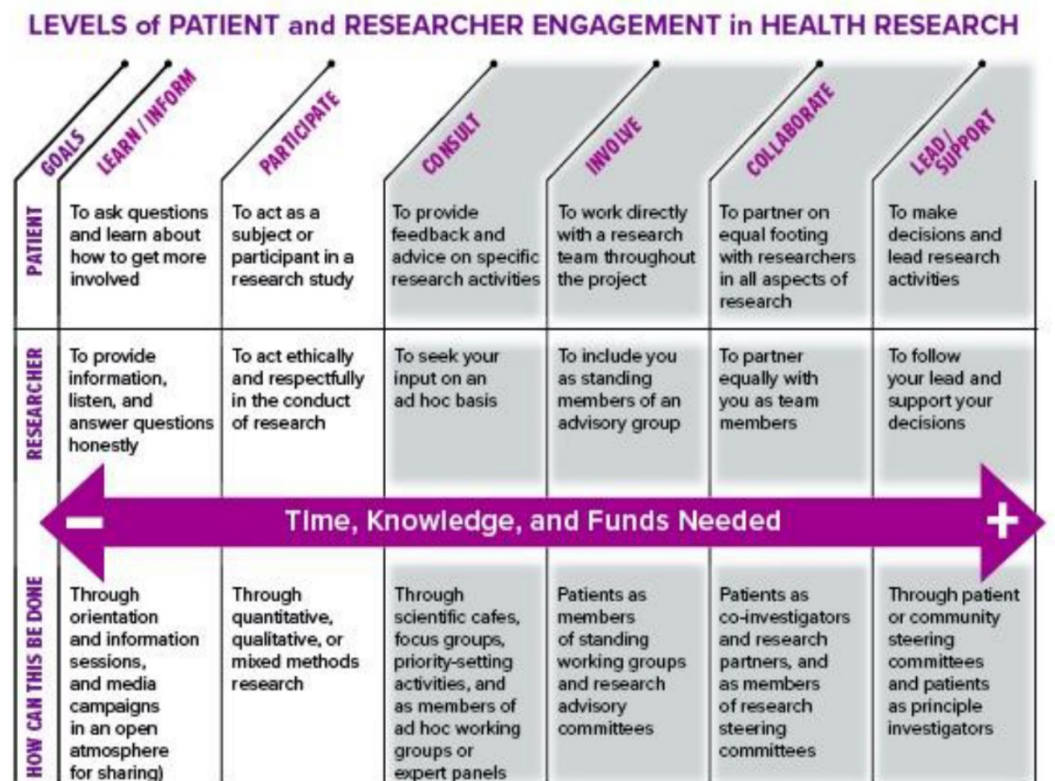 LEVELS of PATIENT and RESEARCHER ENGAGEMENT in HEALTH RESEARCH
GOALS
LEARN / INFORM
PARTICIPATE
CONSULT
INVOLVE
COLLABORATE
LEAD/
SUPPORT
PATIENT
To ask questions
and learn about
how to get more
involved
To act as a
subject or
participant in a
research study
To provide
feedback and
advice on specific
research activities
To work directly
with a research
team throughout
the project
To partner on
equal footing
with researchers
in all aspects of
research
To make
decisions and
lead research
activities
RESEARCHER
To provide
information,
listen, and
answer questions
honestly
To act ethically
and respectfully
in the conduct
of research
To seek your
input on an
ad hoc basis
To include you
as standing
members of an
advisory group
To partner
equally with
you as team
members
To follow
your lead and
support your
decisions
− Time, Knowledge, and Funds Needed +
HOW CAN THIS BE DONE
Through
orientation
and information
sessions,
and media
campaigns
in an open
atmosphere
for sharing)
Through
quantitative,
qualitative, or
mixed methods
research
Through
scientific cafes,
focus groups,
priority-setting
activities, and
as members of
ad hoc working
groups or
expert panels
Patients as
members
of standing
working groups
and research
advisory
committees
Patients as
co-investigators
and research
partners, and
as members
of research
steering
committees
Through patient
or community
steering
committees
and patients
as principle
investigators